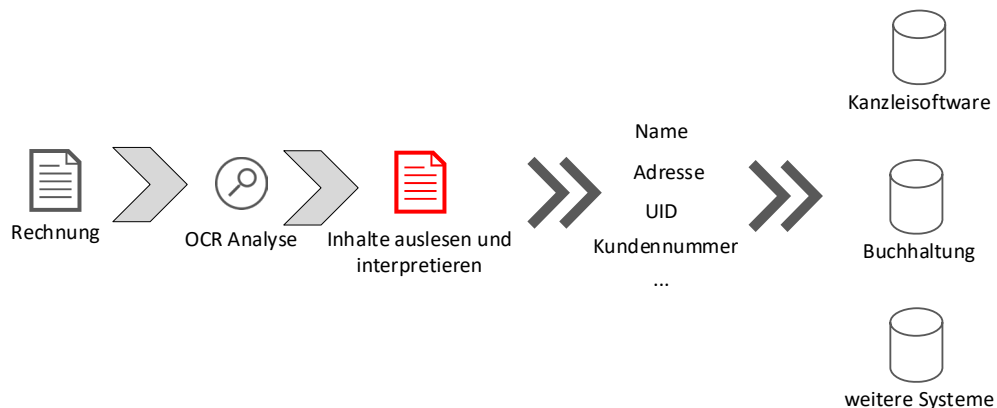 Rechnung
OCR Analyse
Inhalte auslesen und
interpretieren
Name
Adresse
UID
Kundennummer
...
Kanzleisoftware
Buchhaltung
weitere Systeme